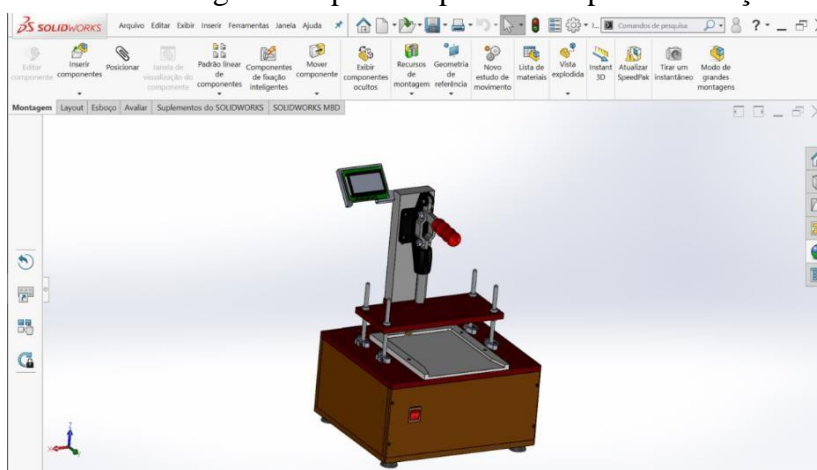 SOLIDWORKS Arquivo Editar Exibir Inserir Ferramentas Janela Ajuda Comandos de pesquisa
Editar componente
Inserir componentes
Posicionar
Janela de visualização do componente
Padrão linear de componentes
Componentes de fixação inteligentes
Mover componente
Exibir componentes ocultos
Recursos de montagem
Geometria de referência
Novo estudo de movimento
Lista de materiais
Vista explodida
Instant 3D
Atualizar SpeedPak
Tirar um instantâneo
Modo de grandes montagens
Montagem Layout Esboço Avaliar Suplementos do SOLIDWORKS SOLIDWORKS MBD